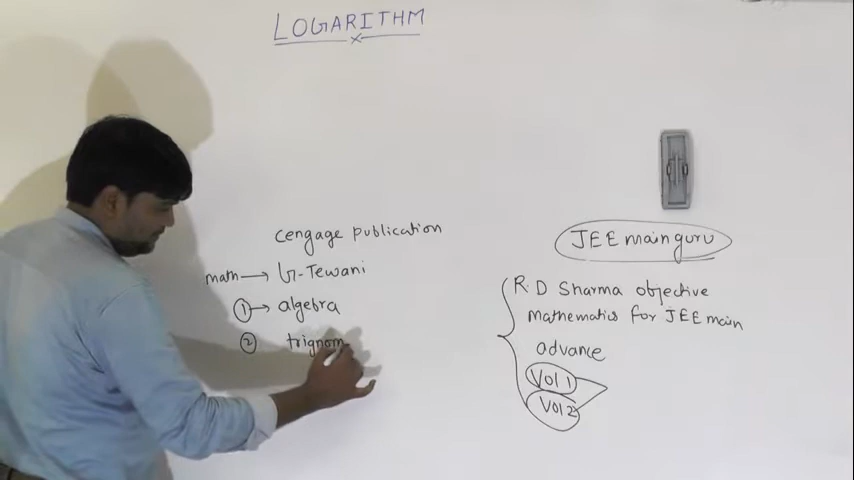 LOGARITHM
cengage publication
math → G-Tewani
① → algebra
② trignom
JEE main guru
R.D Sharma objective
mathematics for JEE main
advance
Vol 1
Vol 2